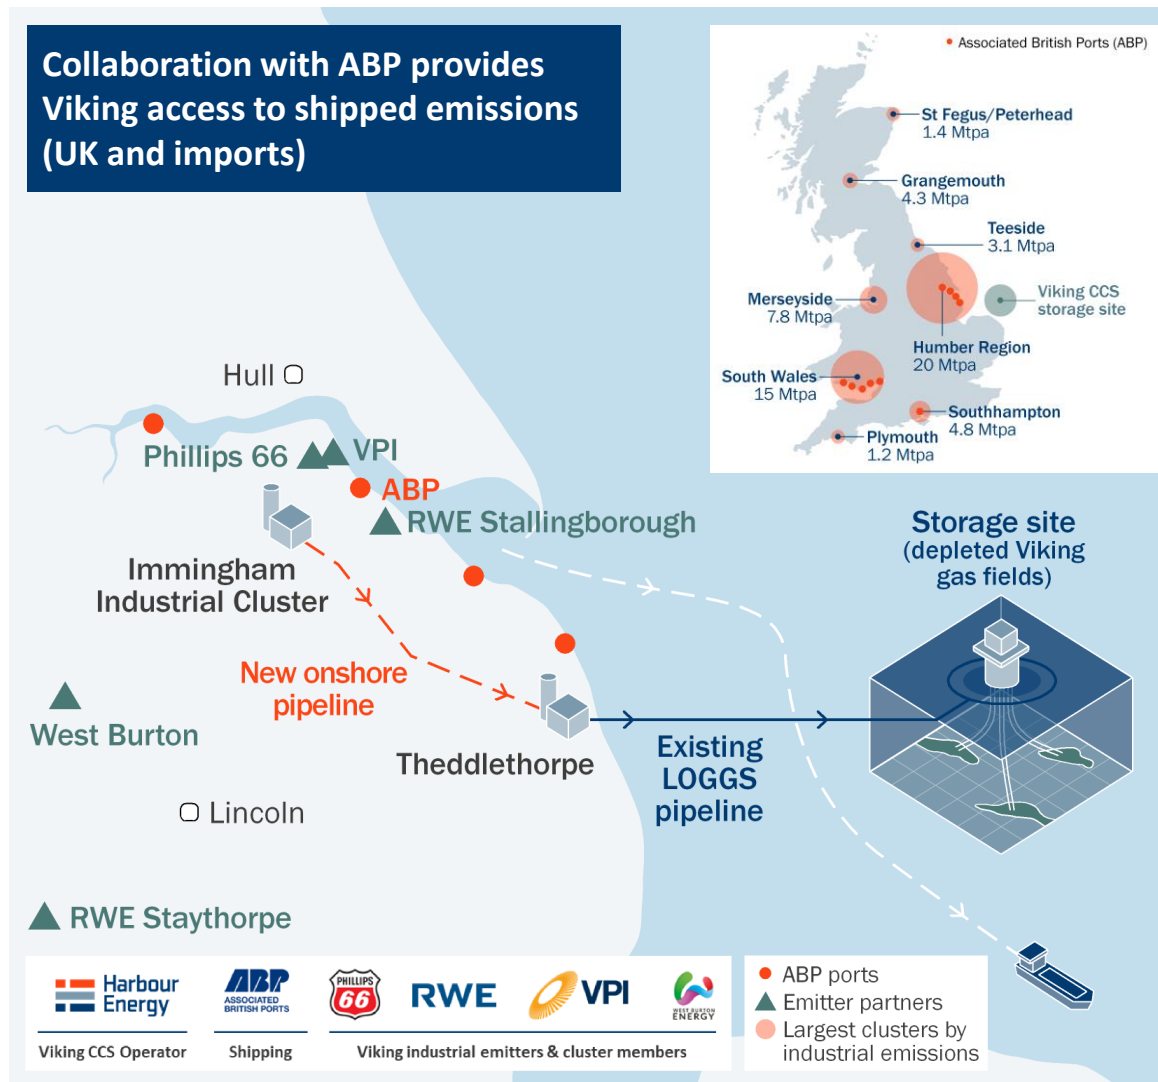 Collaboration with ABP provides
Viking access to shipped emissions
(UK and imports)
Associated British Ports (ABP)
St Fegus/Peterhead
1.4 Mtpa
Grangemouth
4.3 Mtpa
Teeside
3.1 Mtpa
Merseyside
7.8 Mtpa
Viking CCS
storage site
Humber Region
20 Mtpa
South Wales
15 Mtpa
Southhampton
4.8 Mtpa
Plymouth
1.2 Mtpa
Hull
Phillips 66
VPI
ABP
RWE Stallingborough
Immingham
Industrial Cluster
New onshore
pipeline
West Burton
Theddlethorpe
Lincoln
RWE Staythorpe
Existing
LOGGS
pipeline
Storage site
(depleted Viking
gas fields)
Harbour
Energy
Viking CCS Operator
ABP
ASSOCIATED
BRITISH PORTS
Shipping
PHILLIPS
66
RWE
VPI
WEST BURTON
ENERGY
Viking industrial emitters & cluster members
ABP ports
Emitter partners
Largest clusters by
industrial emissions